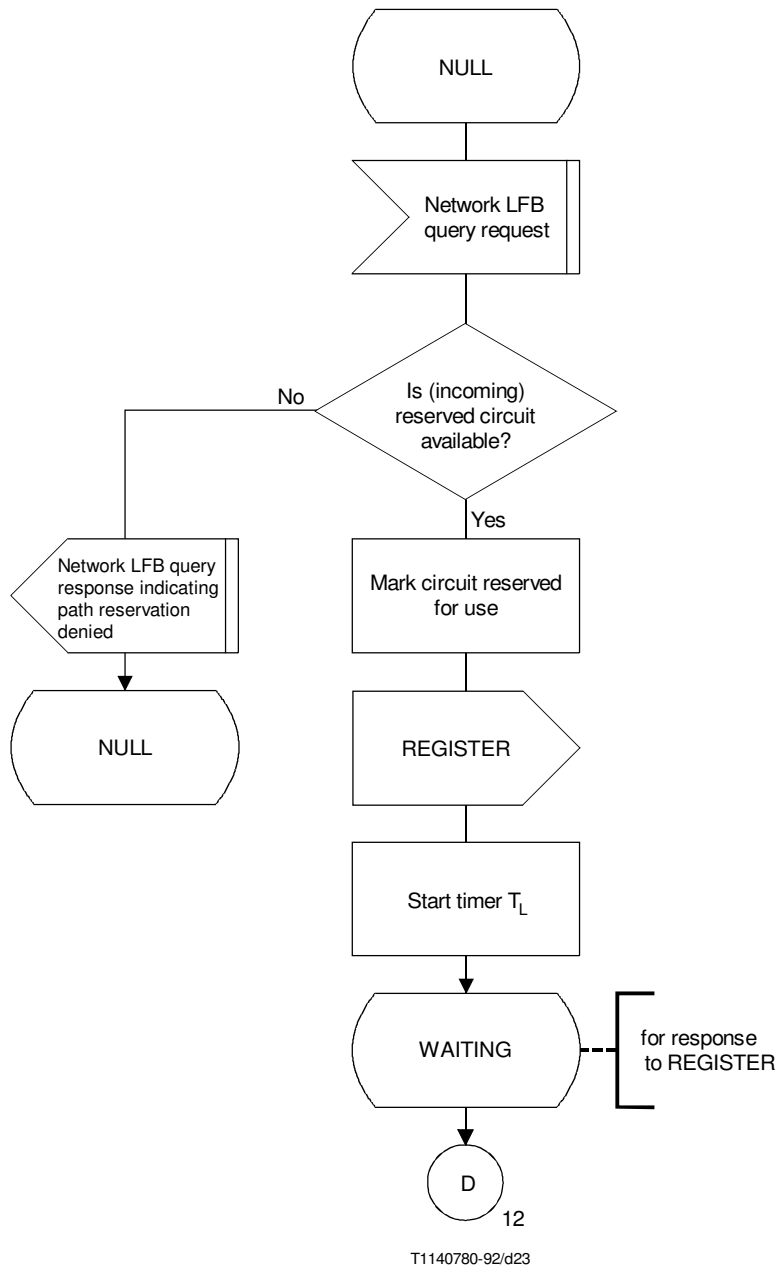 NULL
Network LFB
query request
Is (incoming)
reserved circuit
available?
No
Yes
Network LFB query
response indicating
path reservation
denied
Mark circuit reserved
for use
NULL
REGISTER
Start timer TL
WAITING
for response
to REGISTER
D
12
T1140780-92/d23